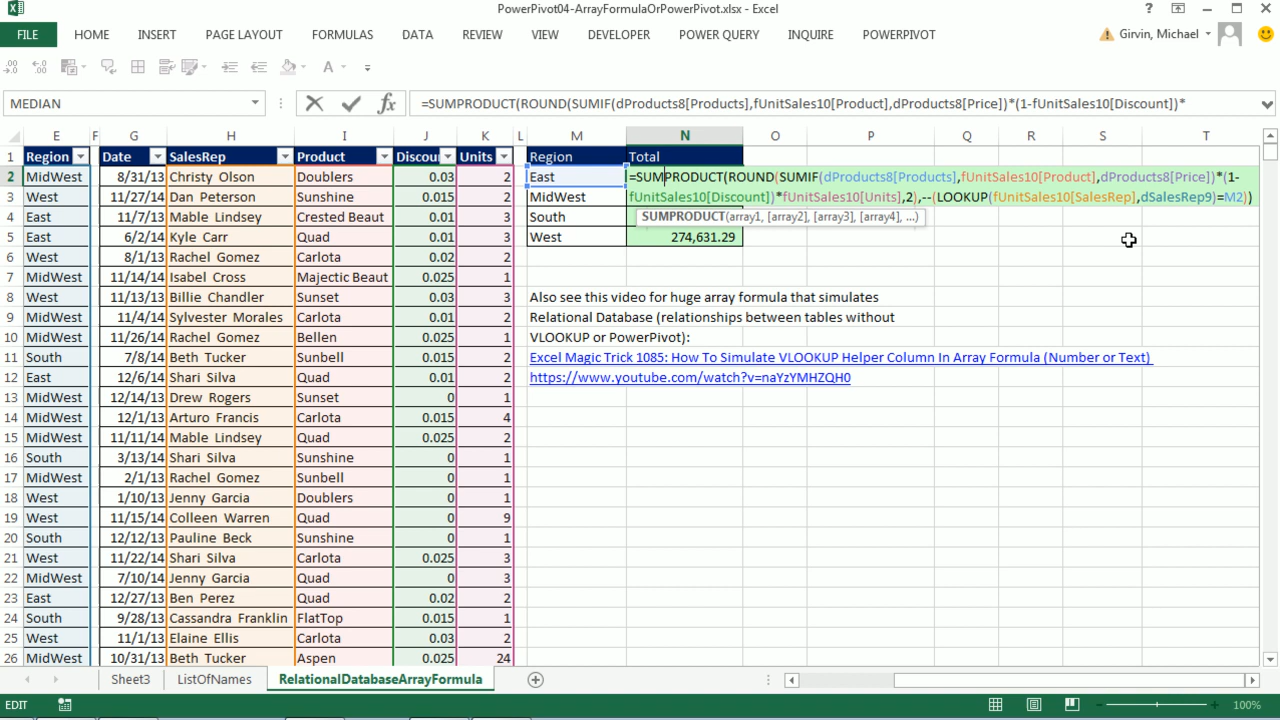 PowerPivot04-ArrayFormulaOrPowerPivot.xlsx - Excel
FILE HOME INSERT PAGE LAYOUT FORMULAS DATA REVIEW VIEW DEVELOPER POWER QUERY INQUIRE POWERPIVOT Girvin, Michael
MEDIAN =SUMPRODUCT(ROUND(SUMIF(dProducts8[Products],fUnitSales10[Product],dProducts8[Price])*(1-fUnitSales10[Discount])*
E F G H I J K L M N O P Q R S T
1 Region Date SalesRep Product Discou Units Region Total
2 MidWest 8/31/13 Christy Olson Doublers 0.03 2 East =SUMPRODUCT(ROUND(SUMIF(dProducts8[Products],fUnitSales10[Product],dProducts8[Price])*(1-
3 West 11/27/14 Dan Peterson Sunshine 0.015 2 MidWest fUnitSales10[Discount])*fUnitSales10[Units],2),--(LOOKUP(fUnitSales10[SalesRep],dSalesRep9)=M2))
4 East 11/7/13 Mable Lindsey Crested Beaut 0.01 3 South SUMPRODUCT(array1, [array2], [array3], [array4], ...)
5 East 6/2/14 Kyle Carr Quad 0.01 3 West 274,631.29
6 West 8/1/13 Rachel Gomez Carlota 0.02 2
7 MidWest 11/14/14 Isabel Cross Majectic Beaut 0.025 1
8 West 11/13/13 Billie Chandler Sunset 0.03 3 Also see this video for huge array formula that simulates
9 MidWest 11/4/14 Sylvester Morales Carlota 0.01 2 Relational Database (relationships between tables without
10 MidWest 11/26/14 Rachel Gomez Bellen 0.025 1 VLOOKUP or PowerPivot):
11 South 7/8/14 Beth Tucker Sunbell 0.015 2 Excel Magic Trick 1085: How To Simulate VLOOKUP Helper Column In Array Formula (Number or Text)
12 East 12/6/14 Shari Silva Quad 0.01 2 https://www.youtube.com/watch?v=naYzYMHZQH0
13 MidWest 12/14/13 Drew Rogers Sunset 0 1
14 MidWest 12/1/14 Arturo Francis Carlota 0.015 4
15 MidWest 11/11/14 Mable Lindsey Quad 0.025 2
16 South 3/13/14 Shari Silva Sunshine 0 1
17 MidWest 2/1/13 Rachel Gomez Sunbell 0 1
18 West 1/10/13 Jenny Garcia Doublers 0 1
19 West 11/15/14 Colleen Warren Quad 0 9
20 South 12/12/13 Pauline Beck Sunshine 0 1
21 West 11/22/14 Shari Silva Carlota 0.025 3
22 MidWest 7/10/14 Jenny Garcia Quad 0 3
23 East 12/27/13 Ben Perez Quad 0.02 2
24 South 9/28/13 Cassandra Franklin FlatTop 0.015 1
25 West 11/1/13 Elaine Ellis Carlota 0.03 2
26 MidWest 10/31/13 Beth Tucker Aspen 0.025 24
Sheet3 ListOfNames RelationalDatabaseArrayFormula
EDIT 100%